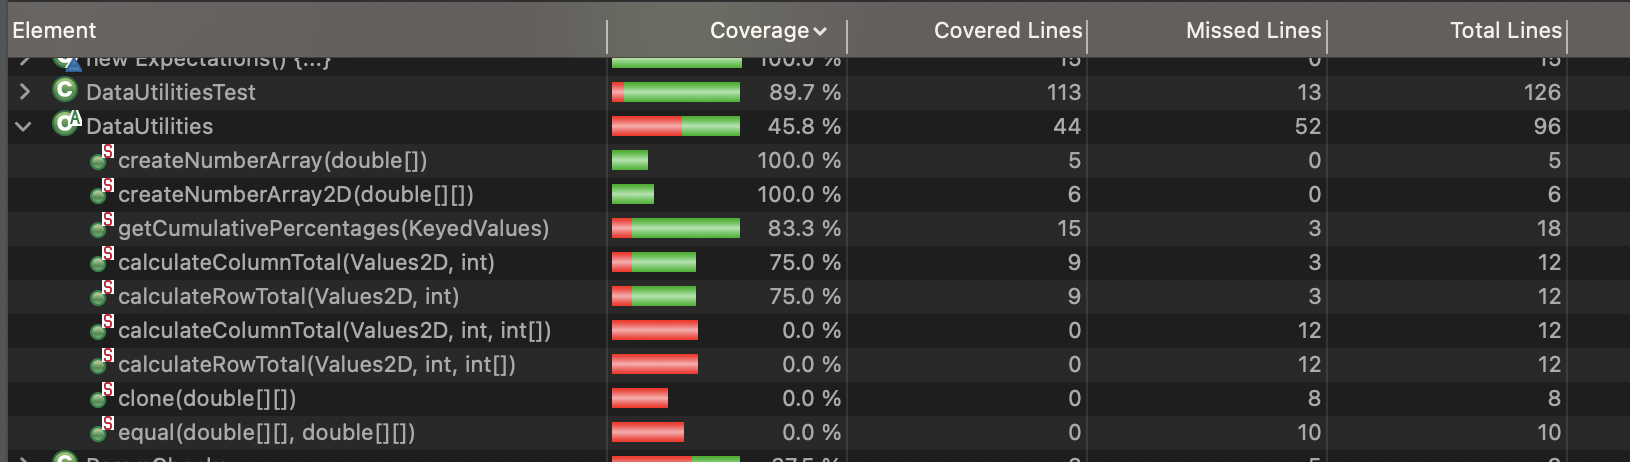 Element Coverage Covered Lines Missed Lines Total Lines
new Expectations() {...} 100.0 % 15 0 15
DataUtilitiesTest 89.7 % 113 13 126
DataUtilities 45.8 % 44 52 96
createNumberArray(double[]) 100.0 % 5 0 5
createNumberArray2D(double[][]) 100.0 % 6 0 6
getCumulativePercentages(KeyedValues) 83.3 % 15 3 18
calculateColumnTotal(Values2D, int) 75.0 % 9 3 12
calculateRowTotal(Values2D, int) 75.0 % 9 3 12
calculateColumnTotal(Values2D, int, int[]) 0.0 % 0 12 12
calculateRowTotal(Values2D, int, int[]) 0.0 % 0 12 12
clone(double[][]) 0.0 % 0 8 8
equal(double[][], double[][]) 0.0 % 0 10 10